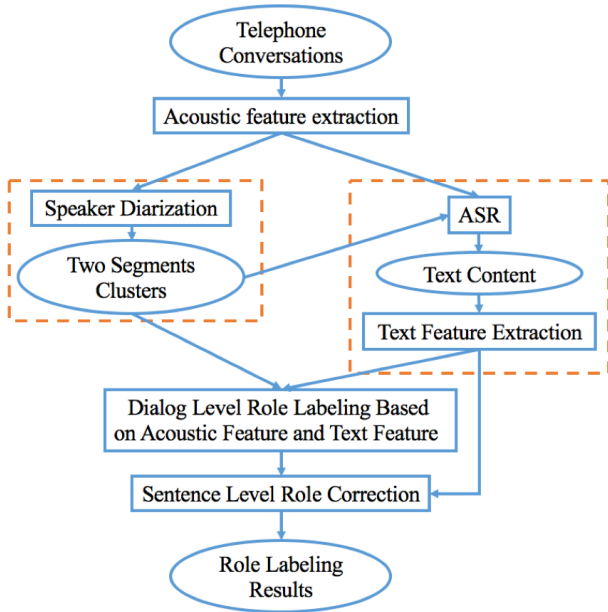 Telephone
Conversations
Acoustic feature extraction
Speaker Diarization
ASR
Two Segments
Clusters
Text Content
Text Feature Extraction
Dialog Level Role Labeling Based
on Acoustic Feature and Text Feature
Sentence Level Role Correction
Role Labeling
Results